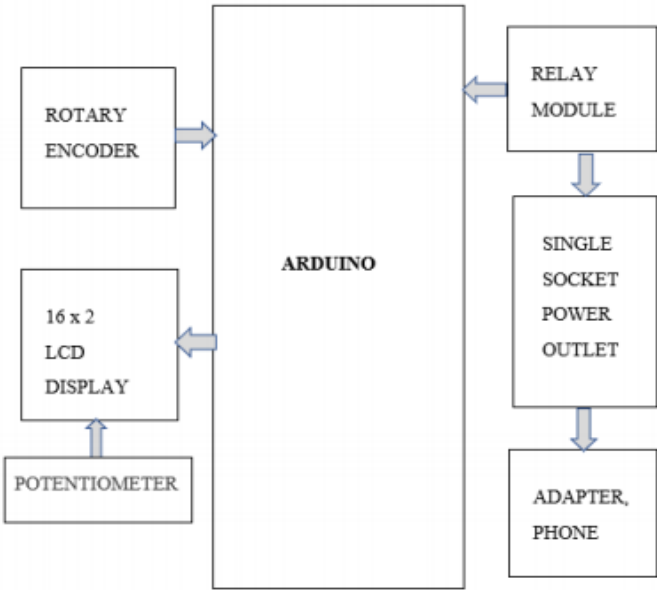 ROTARY
ENCODER
16 x 2
LCD
DISPLAY
POTENTIOMETER
ARDUINO
RELAY
MODULE
SINGLE
SOCKET
POWER
OUTLET
ADAPTER,
PHONE